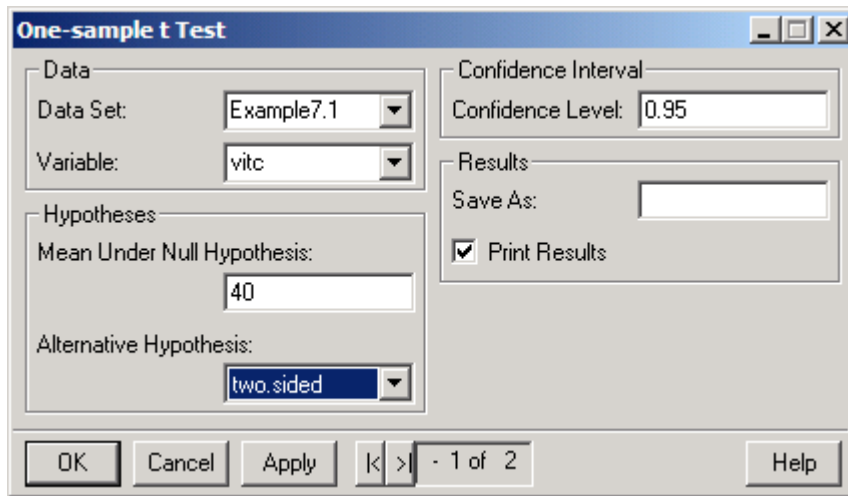 One-sample t Test
Data
Data Set: Example7.1
Variable: vitc
Hypotheses
Mean Under Null Hypothesis:
40
Alternative Hypothesis:
two.sided
Confidence Interval
Confidence Level: 0.95
Results
Save As:
Print Results
OK Cancel Apply |< >| - 1 of 2 Help